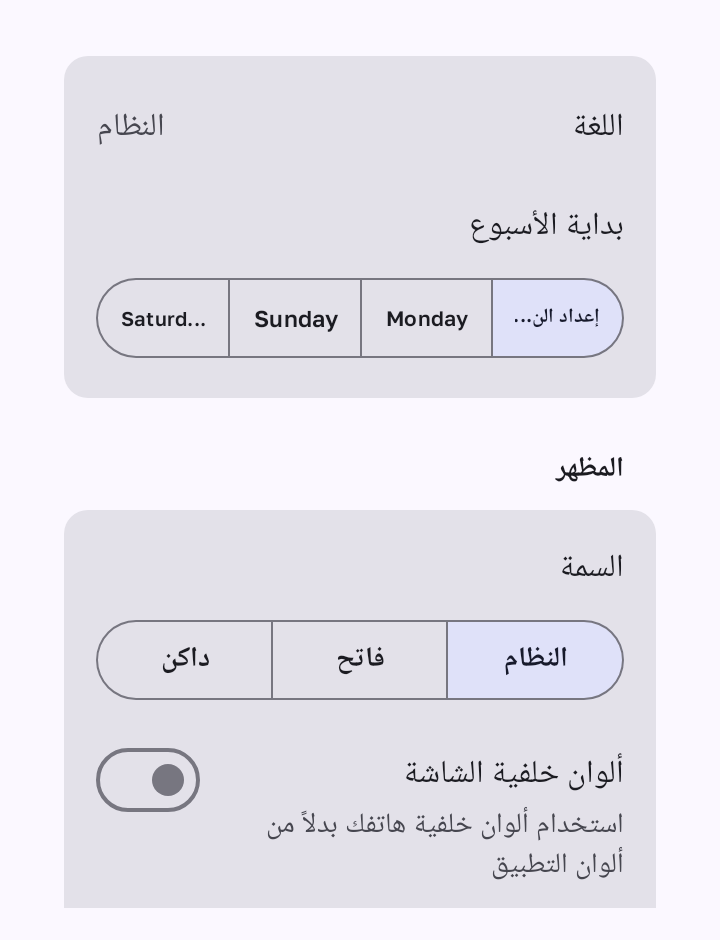 اللغة النظام
بداية الأسبوع
إعداد الن... Monday Sunday Saturd...
المظهر
السمة
النظام فاتح داكن
ألوان خلفية الشاشة
استخدام ألوان خلفية هاتفك بدلاً من
ألوان التطبيق